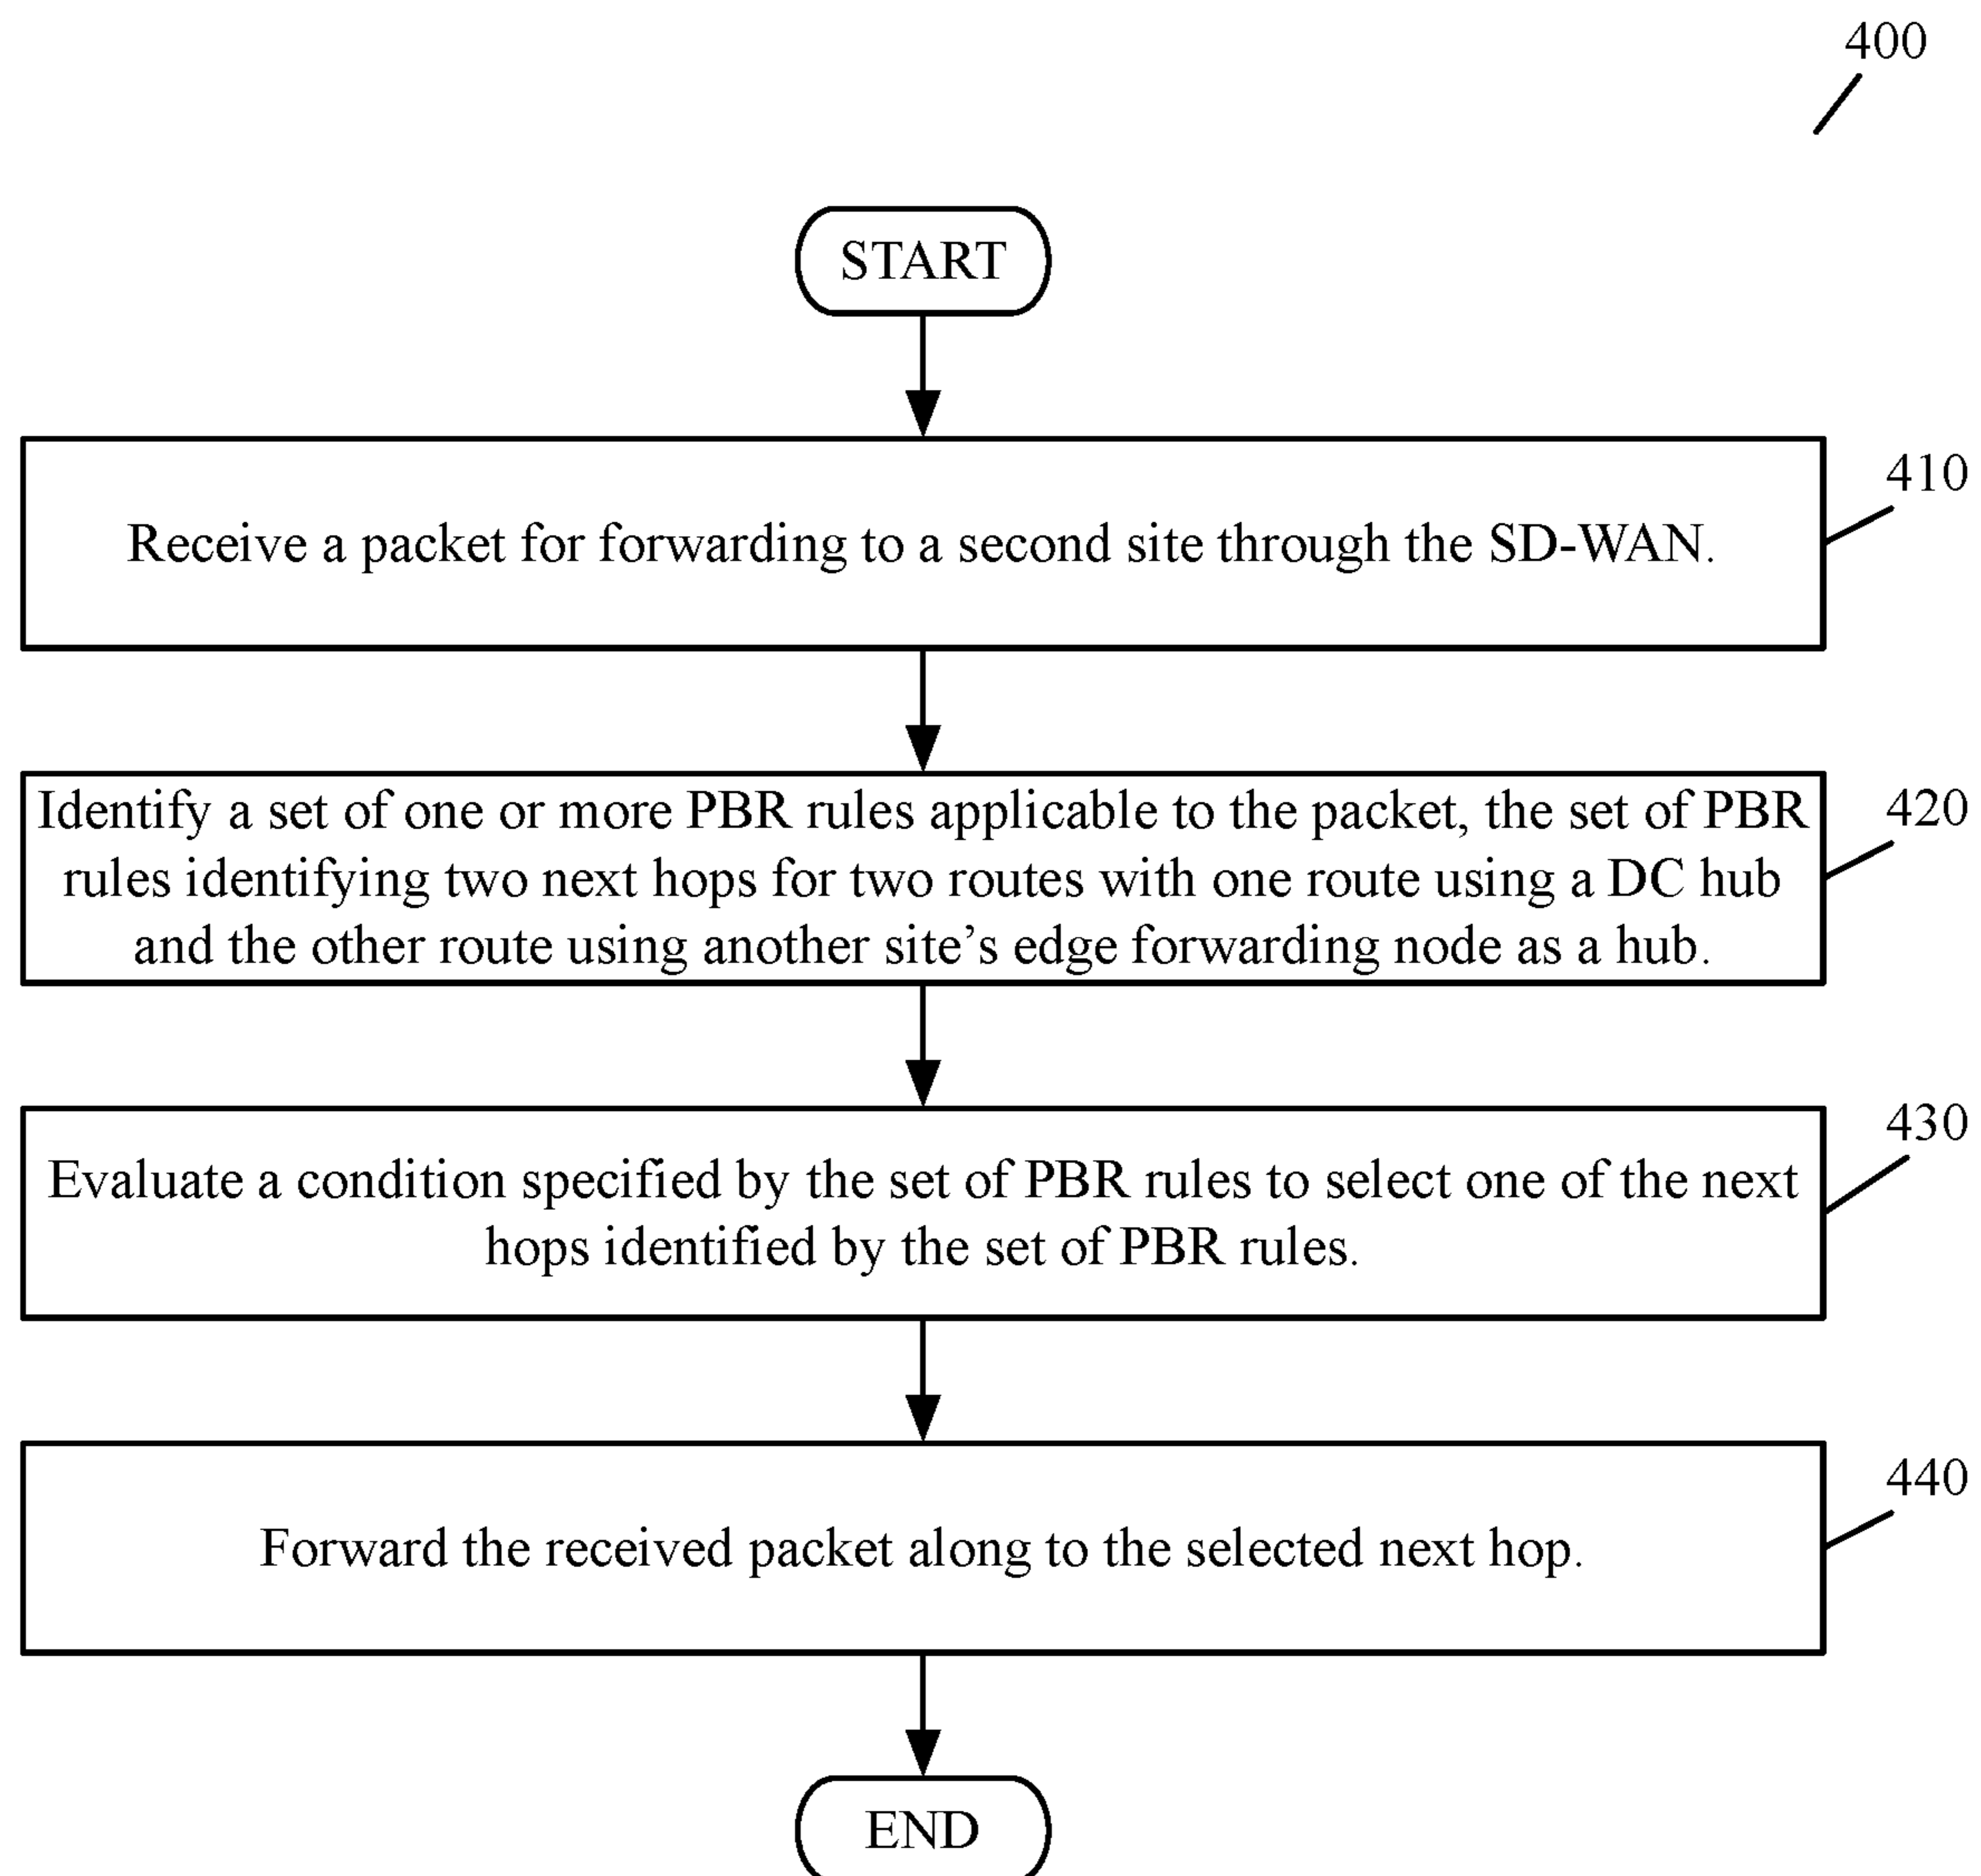 400
START
410
Receive a packet for forwarding to a second site through the SD-WAN.
420
Identify a set of one or more PBR rules applicable to the packet, the set of PBR
rules identifying two next hops for two routes with one route using a DC hub
and the other route using another site’s edge forwarding node as a hub.
430
Evaluate a condition specified by the set of PBR rules to select one of the next
hops identified by the set of PBR rules.
440
Forward the received packet along to the selected next hop.
END